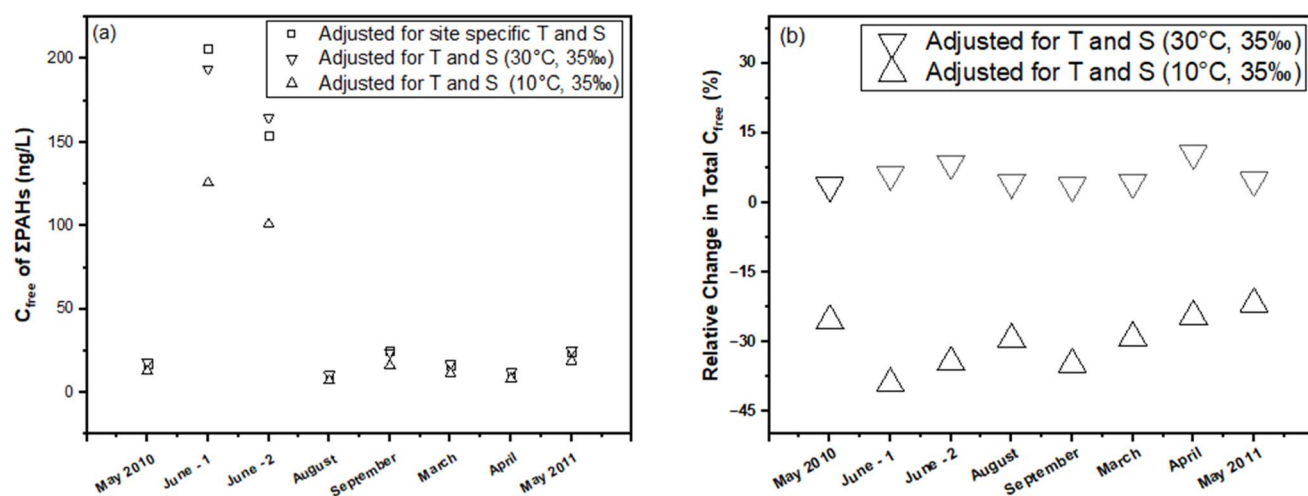 (a)
Adjusted for site specific T and S
Adjusted for T and S (30°C, 35‰)
Adjusted for T and S (10°C, 35‰)
C_free of ΣPAHs (ng/L)
200
150
100
50
0
May 2010
June - 1
June -2
August
September
March
April
May 2011
(b)
Adjusted for T and S (30°C, 35‰)
Adjusted for T and S (10°C, 35‰)
Relative Change in Total C_free (%)
30
15
0
−15
−30
−45
May 2010
June - 1
June -2
August
September
March
April
May 2011